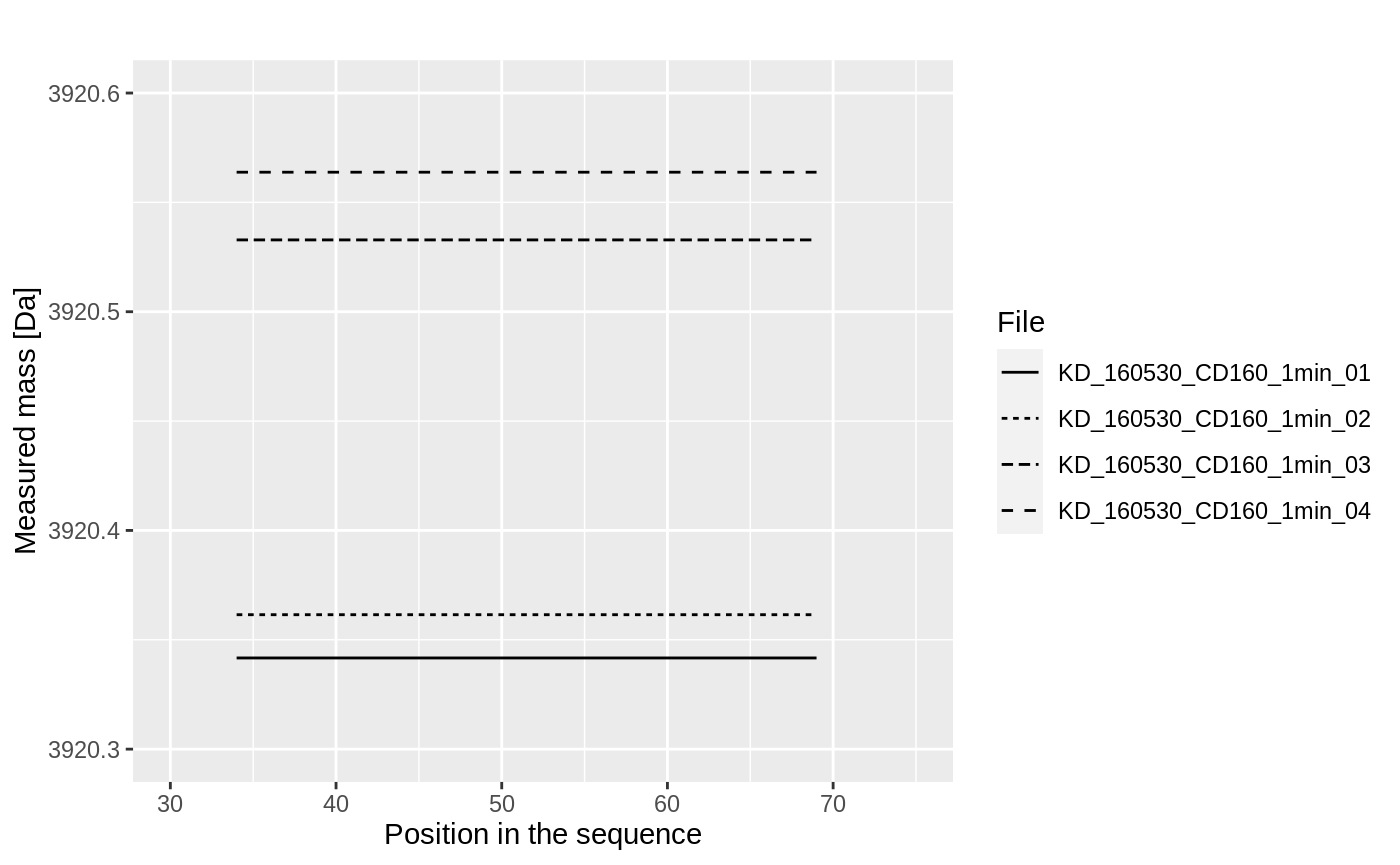 3920.6
3920.5
3920.4
3920.3
Measured mass [Da]
30 40 50 60 70
Position in the sequence
File
KD_160530_CD160_1min_01
KD_160530_CD160_1min_02
KD_160530_CD160_1min_03
KD_160530_CD160_1min_04